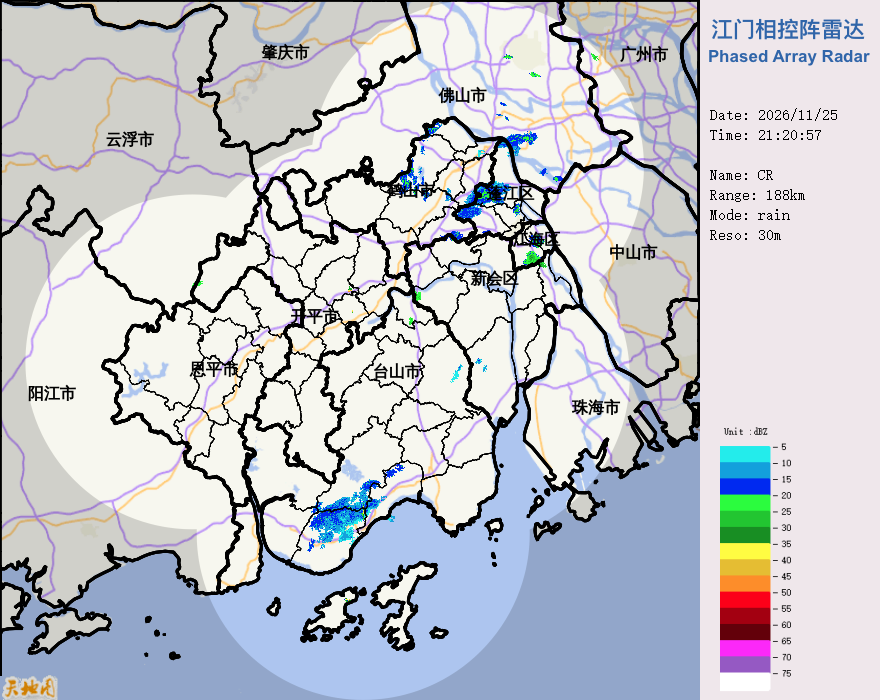 江门相控阵雷达
Phased Array Radar
Date: 2026/11/25
Time: 21:20:57
Name: CR
Range: 188km
Mode: rain
Reso: 30m
肇庆市
广州市
佛山市
云浮市
鹤山市
蓬江区
江海区
中山市
新会区
开平市
恩平市
台山市
阳江市
珠海市
Unit :dBZ
5
10
15
20
25
30
35
40
45
50
55
60
65
70
75
天地图